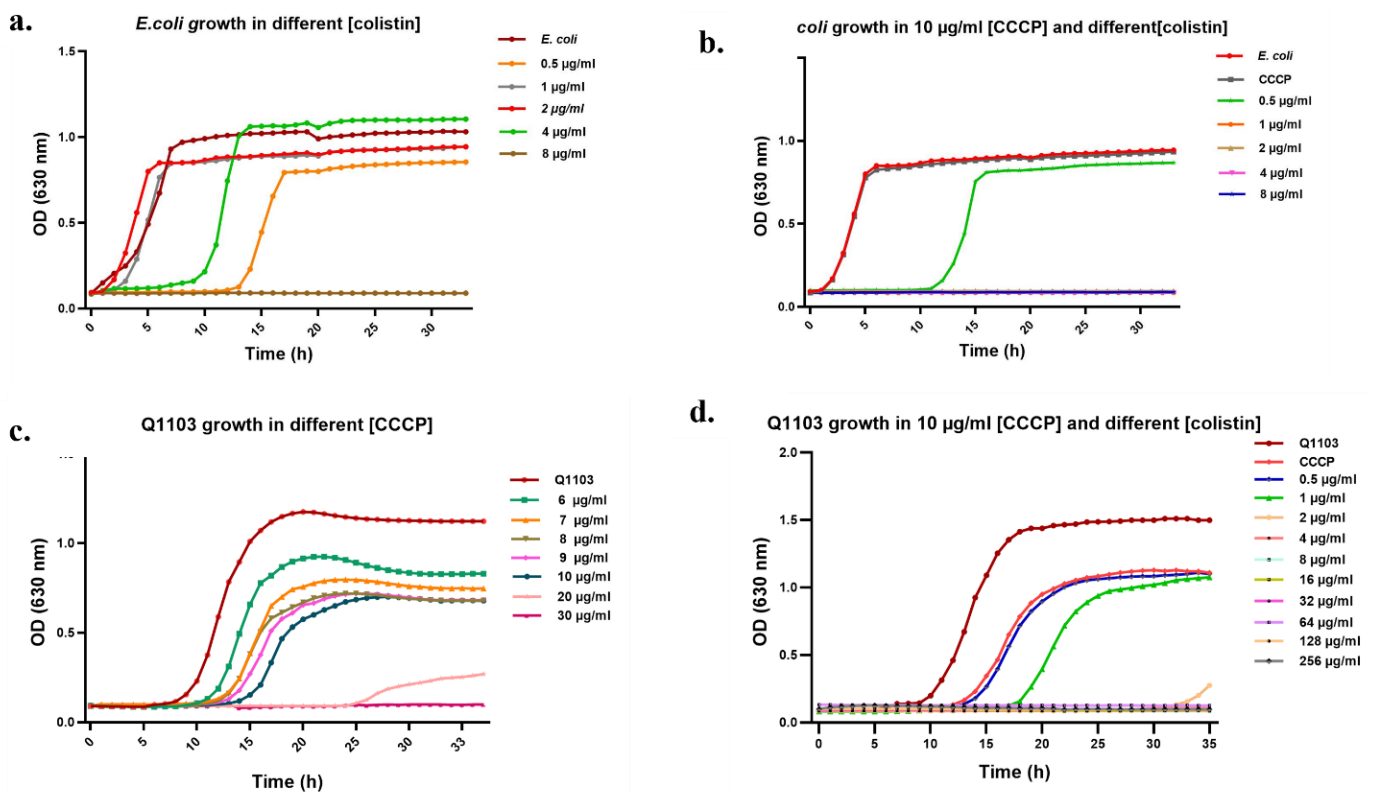 a.
E.coli growth in different [colistin]
OD (630 nm)
1.5
1.0
0.5
0.0
0
5
10
15
20
25
30
Time (h)
E. coli
0.5 µg/ml
1 µg/ml
2 µg/ml
4 µg/ml
8 µg/ml
b.
coli growth in 10 µg/ml [CCCP] and different[colistin]
OD (630 nm)
1.0
0.5
0.0
0
5
10
15
20
25
30
Time (h)
E. coli
CCCP
0.5 µg/ml
1 µg/ml
2 µg/ml
4 µg/ml
8 µg/ml
c.
Q1103 growth in different [CCCP]
OD (630 nm)
1.0
0.5
0.0
0
5
10
15
20
25
30
33
Time (h)
Q1103
6 µg/ml
7 µg/ml
8 µg/ml
9 µg/ml
10 µg/ml
20 µg/ml
30 µg/ml
d.
Q1103 growth in 10 µg/ml [CCCP] and different [colistin]
OD (630 nm)
2.0
1.5
1.0
0.5
0.0
0
5
10
15
20
25
30
35
Time (h)
Q1103
CCCP
0.5 µg/ml
1 µg/ml
2 µg/ml
4 µg/ml
8 µg/ml
16 µg/ml
32 µg/ml
64 µg/ml
128 µg/ml
256 µg/ml